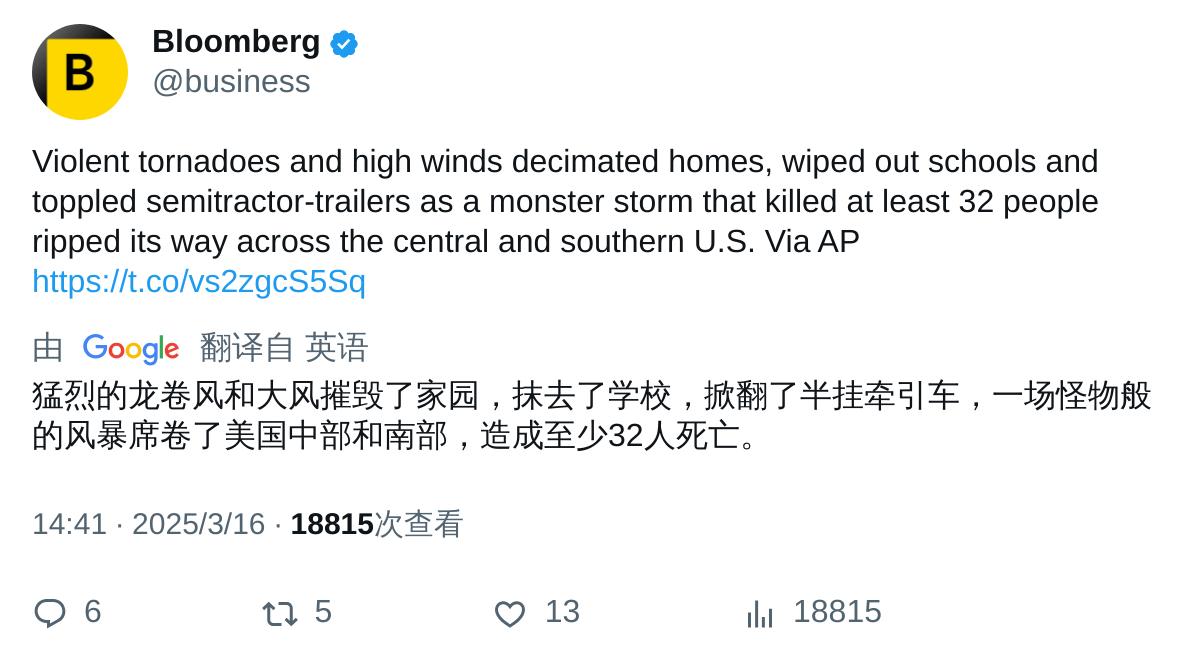 B
Bloomberg
@business
Violent tornadoes and high winds decimated homes, wiped out schools and
toppled semitractor-trailers as a monster storm that killed at least 32 people
ripped its way across the central and southern U.S. Via AP
https://t.co/vs2zgcS5Sq
由 Google 翻译自 英语
猛烈的龙卷风和大风摧毁了家园，抹去了学校，掀翻了半挂牵引车，一场怪物般
的风暴席卷了美国中部和南部，造成至少32人死亡。
14:41 · 2025/3/16 · 18815次查看
6 5 13 18815